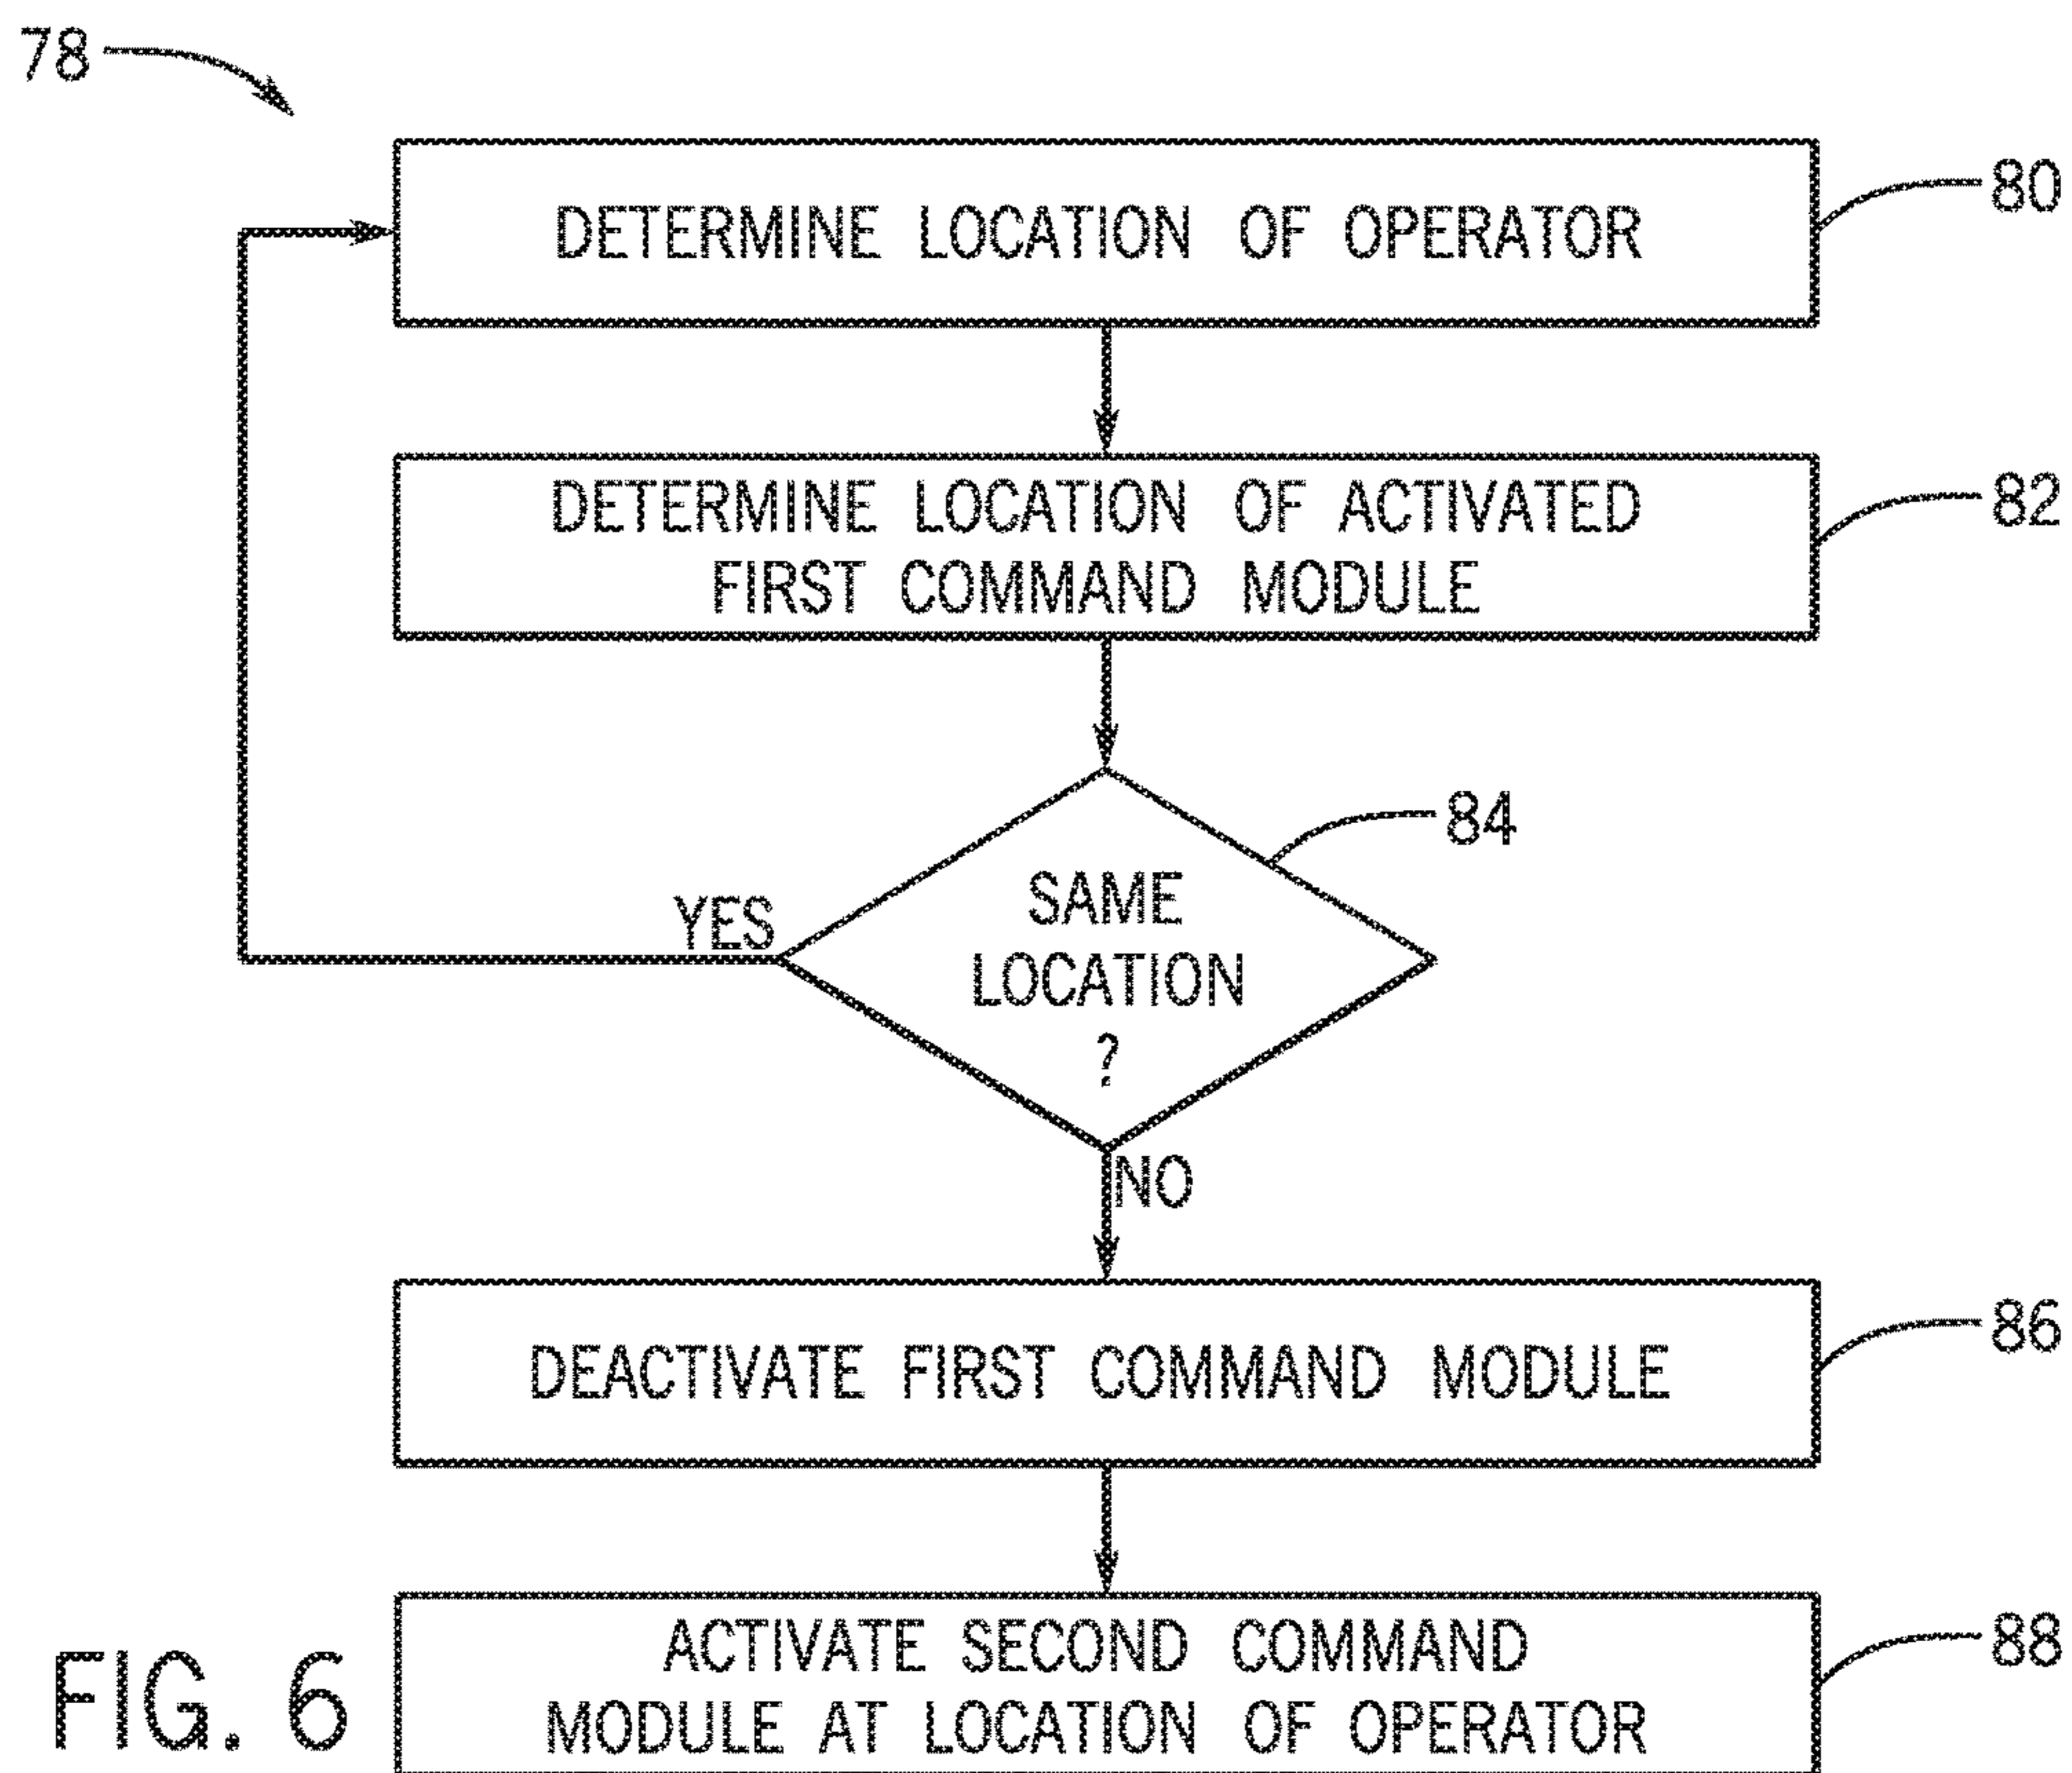 78
DETERMINE LOCATION OF OPERATOR
80
DETERMINE LOCATION OF ACTIVATED
FIRST COMMAND MODULE
82
84
SAME
LOCATION
?
YES
NO
DEACTIVATE FIRST COMMAND MODULE
86
ACTIVATE SECOND COMMAND
MODULE AT LOCATION OF OPERATOR
88
FIG. 6